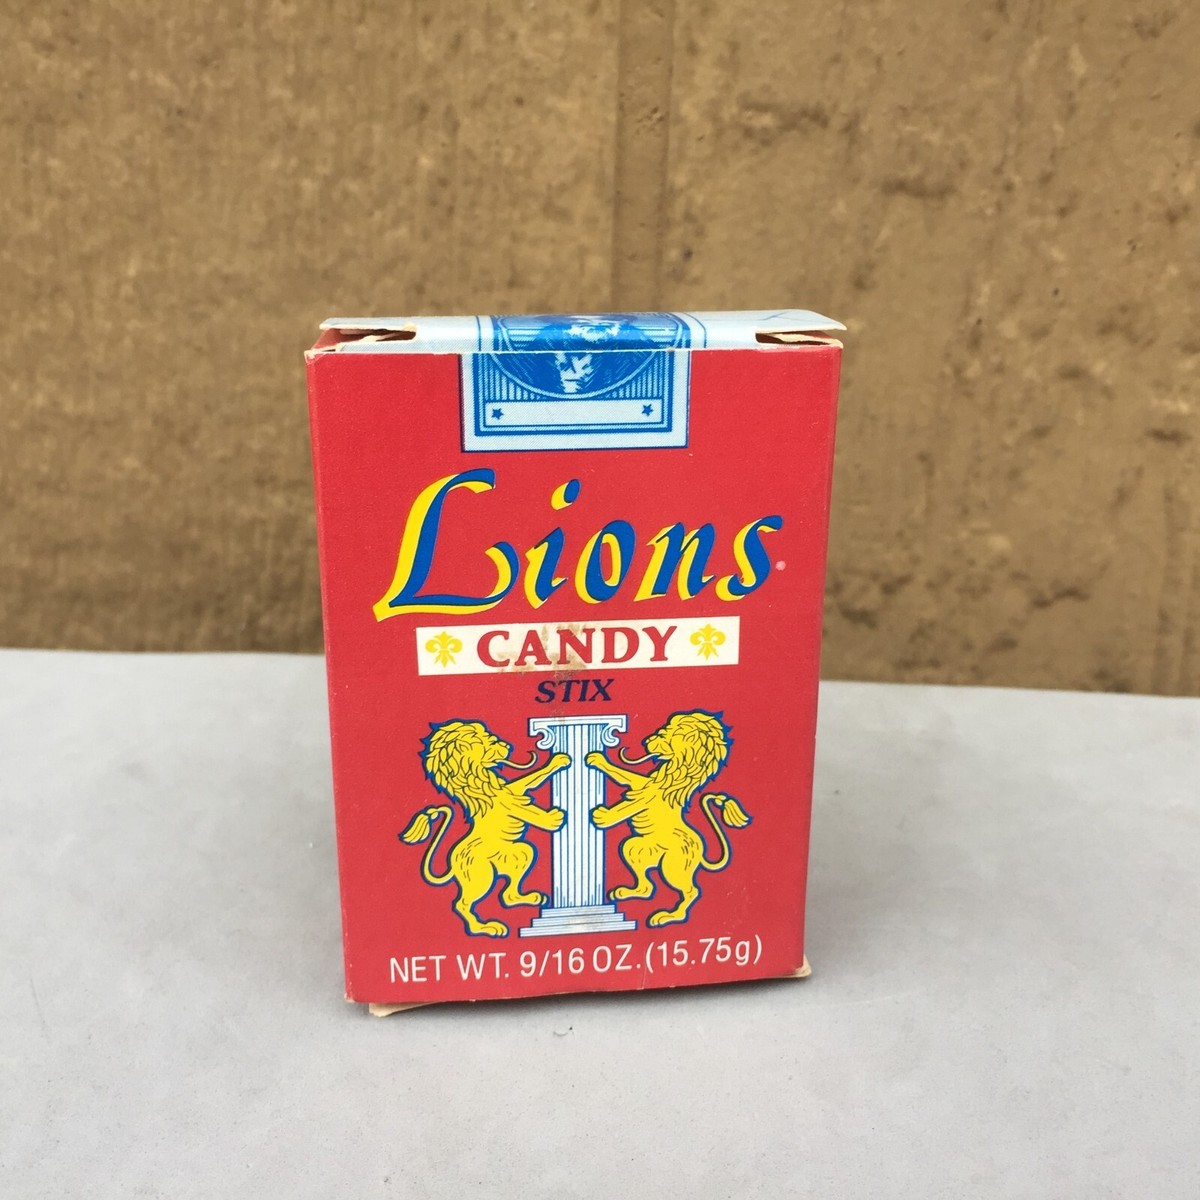 Lions
CANDY
STIX
NET WT. 9/16 OZ. (15.75g)